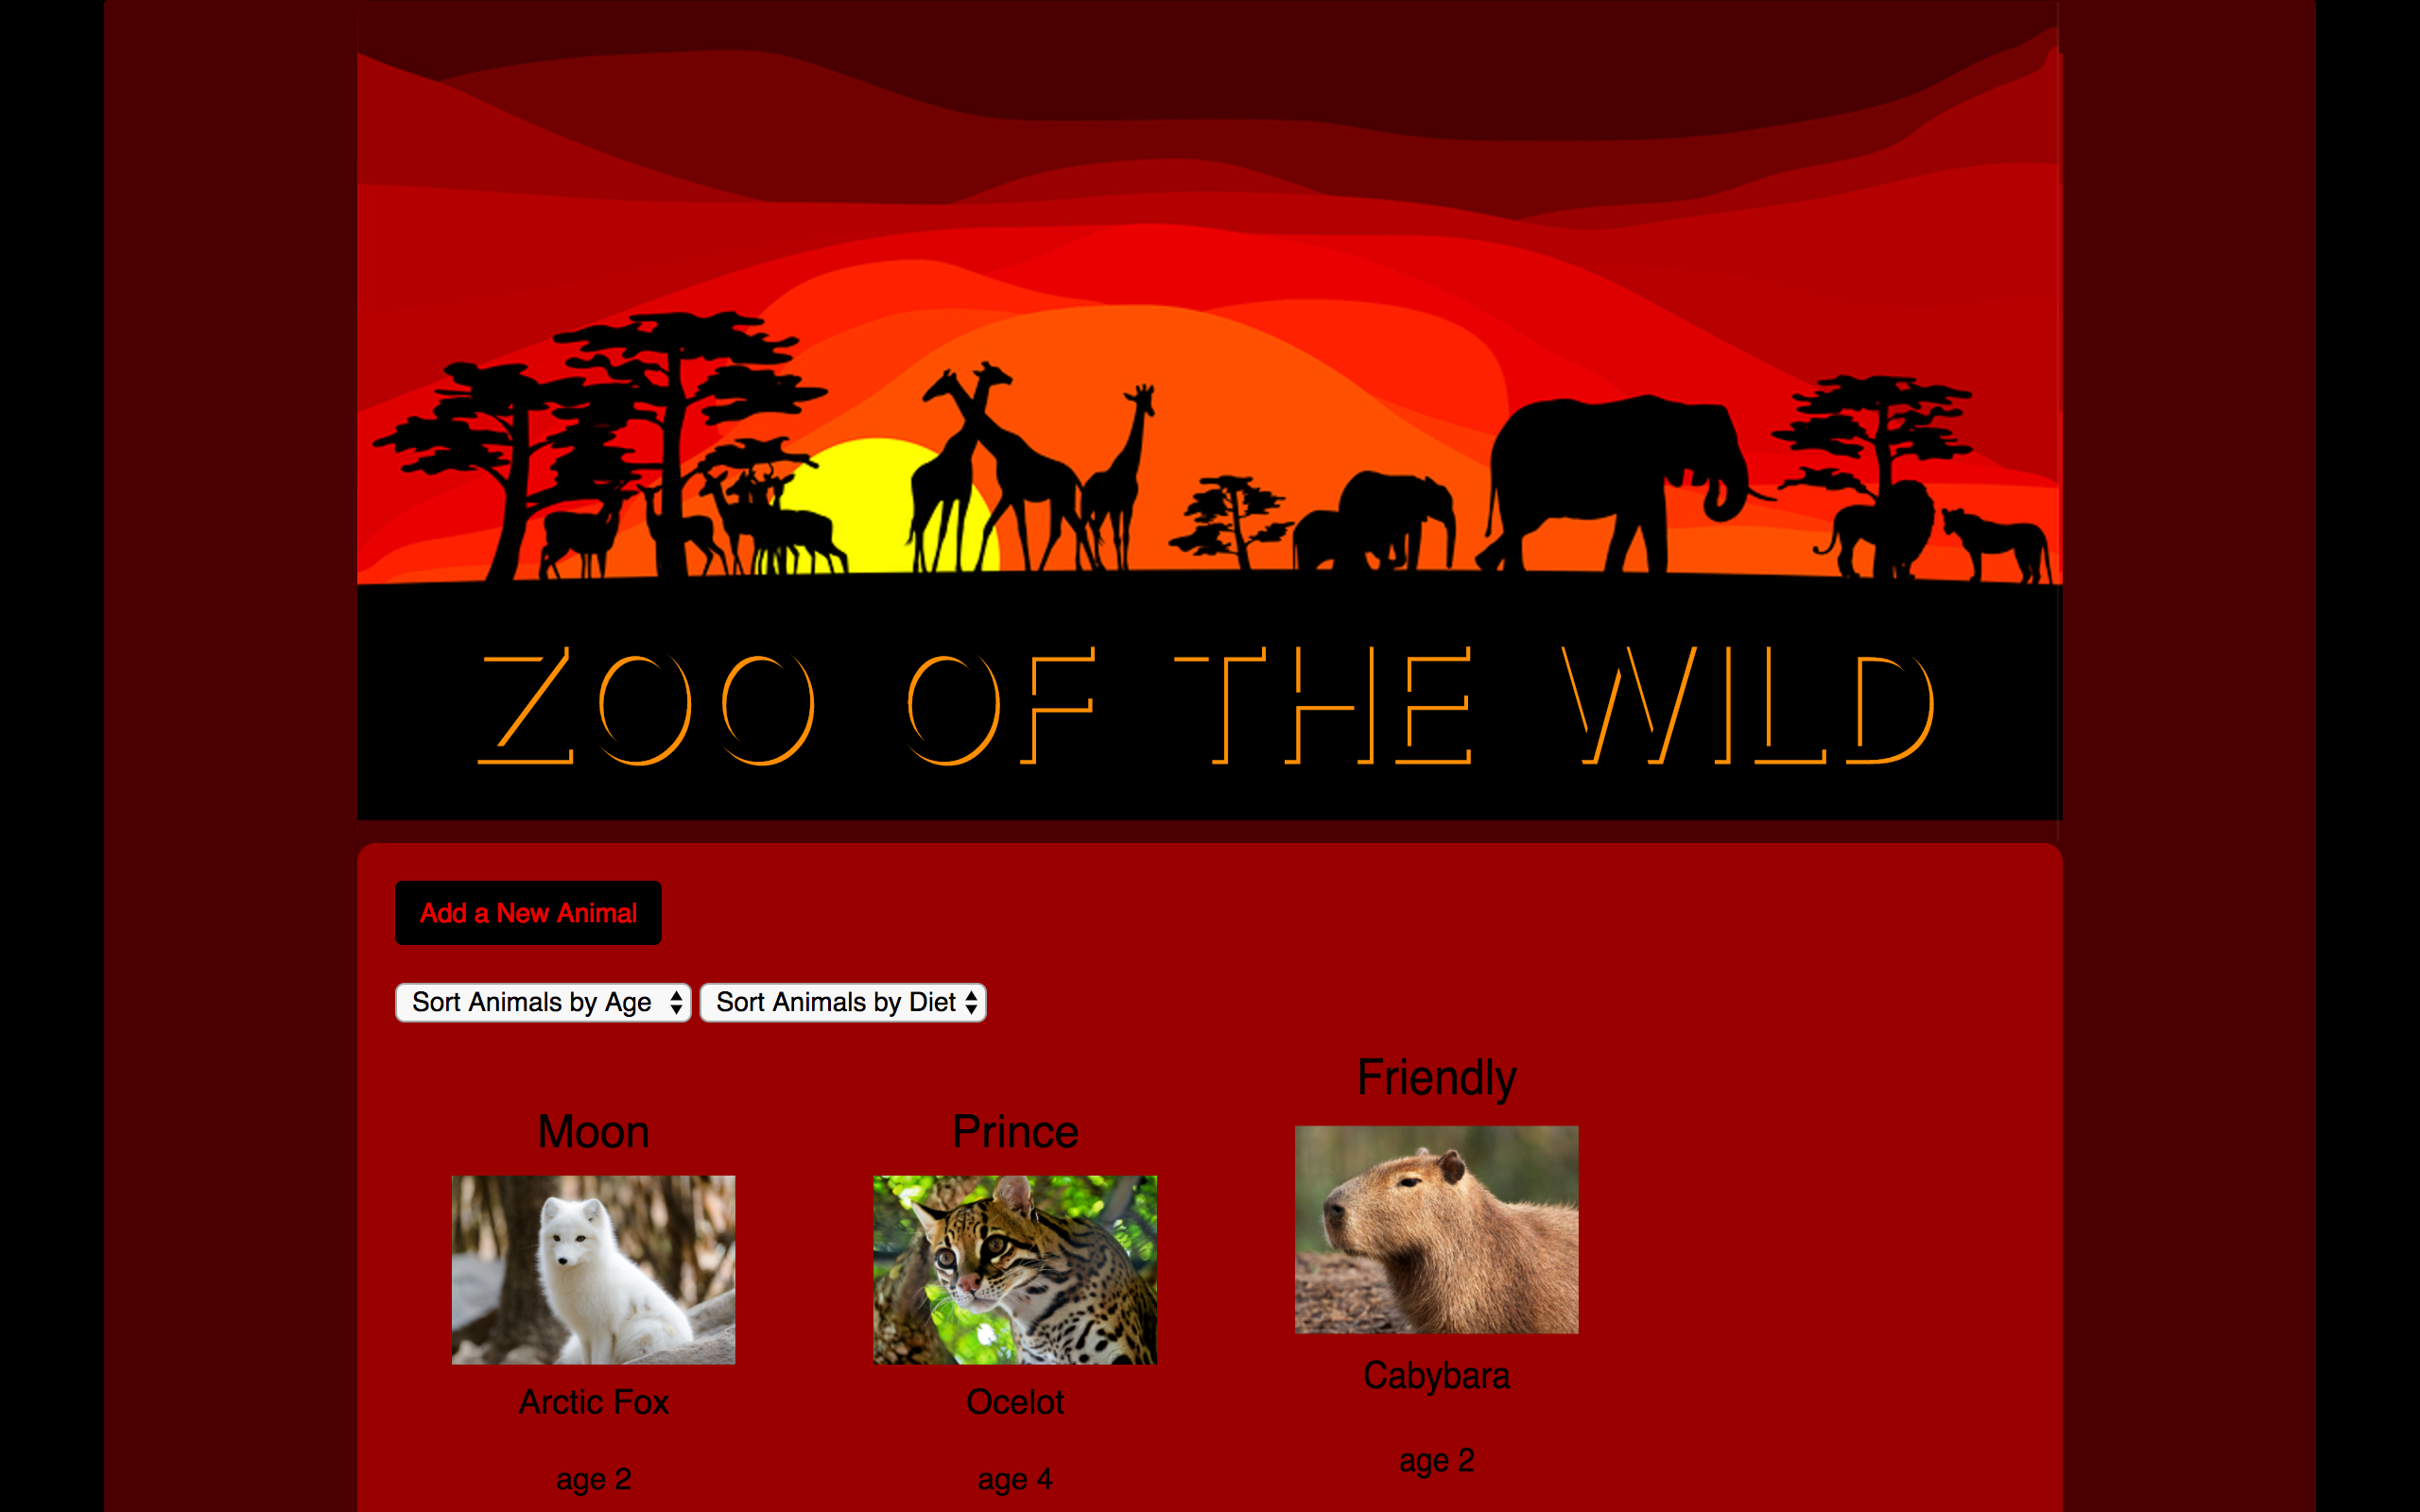 ZOO OF THE WILD
Add a New Animal
Sort Animals by Age Sort Animals by Diet
Moon
Prince
Friendly
Arctic Fox
Ocelot
Cabybara
age 2
age 4
age 2